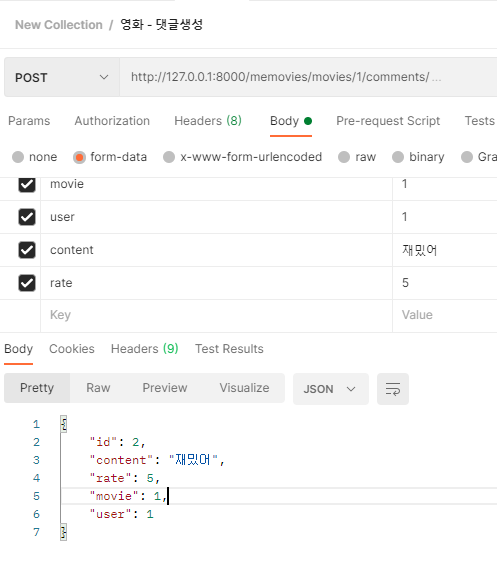 New Collection / 영화 - 댓글생성
POST http://127.0.0.1:8000/memovies/movies/1/comments/ ...
Params Authorization Headers (8) Body Pre-request Script Tests
none form-data x-www-form-urlencoded raw binary Gra
movie 1
user 1
content 재밌어
rate 5
Key Value
Body Cookies Headers (9) Test Results
Pretty Raw Preview Visualize JSON
1 {
2 "id": 2,
3 "content": "재밌어",
4 "rate": 5,
5 "movie": 1,
6 "user": 1
7 }